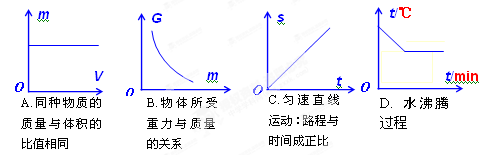 m
V
O
A.同种物质的
质量与体积的
比值相同
G
m
O
B.物体所受
重力与质量
的关系
s
t
O
C.匀速直线
运动：路程与
时间成正比
t/℃
t/min
O
D. 水沸腾
过程